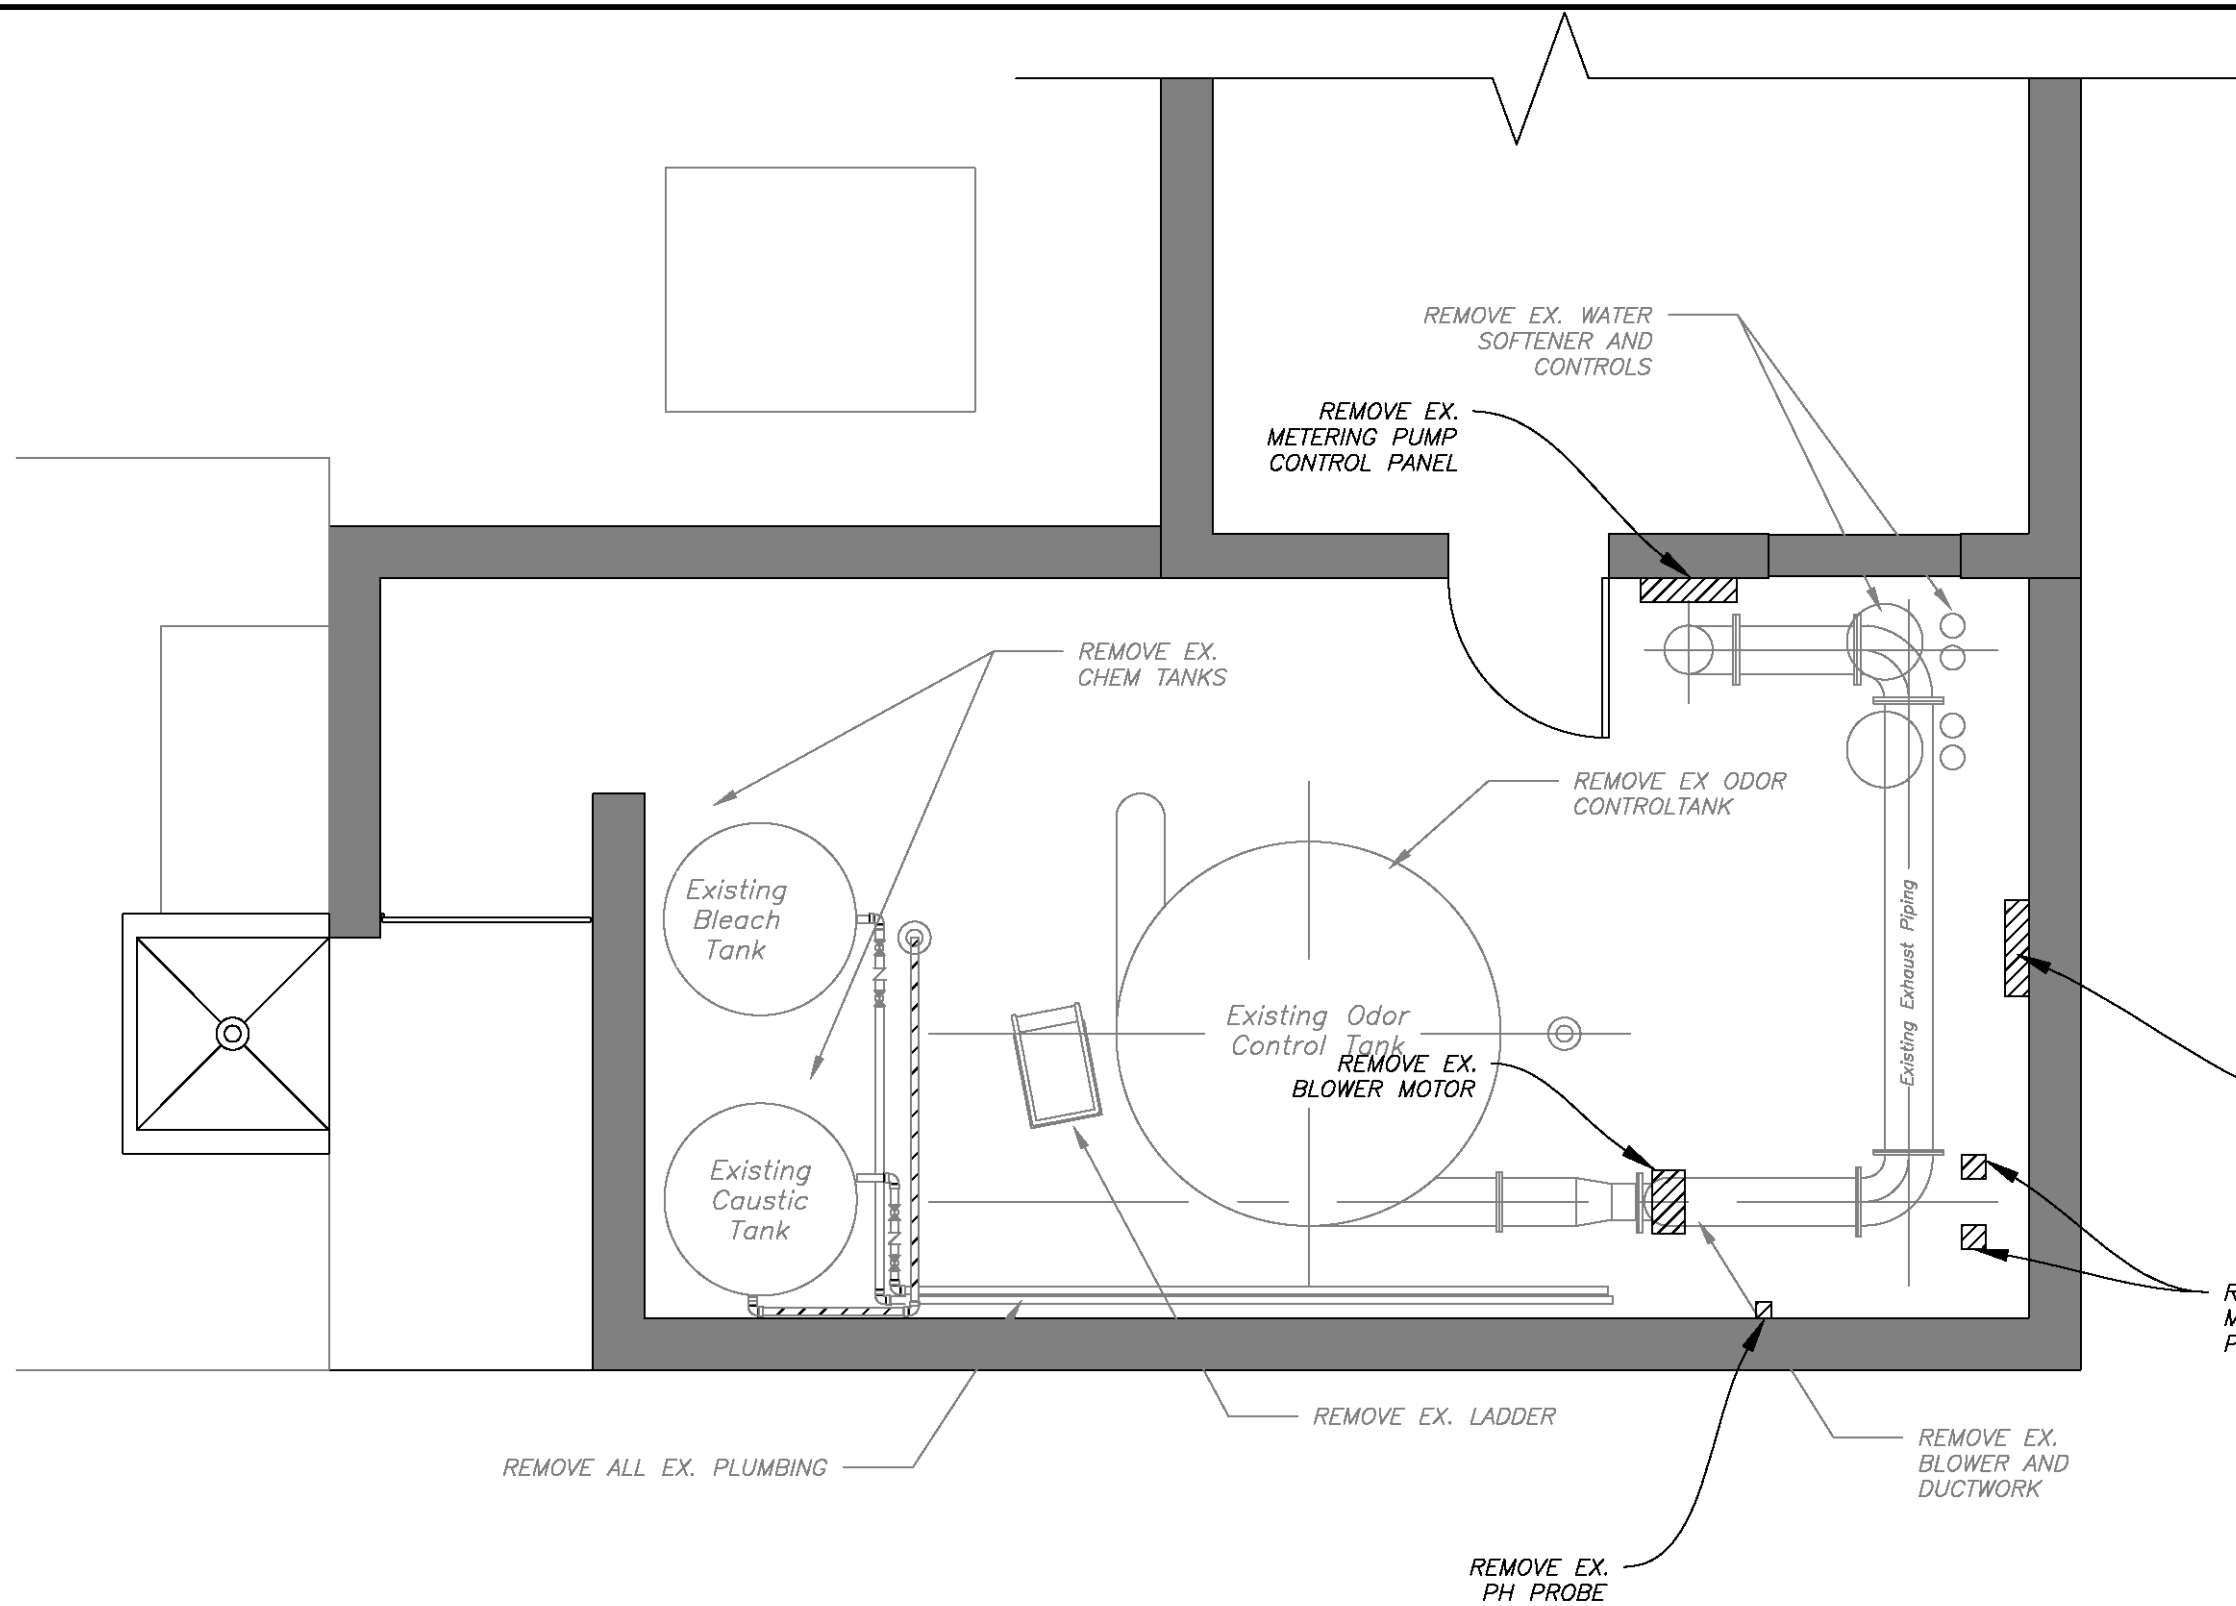 REMOVE EX. WATER
SOFTENER AND
CONTROLS
REMOVE EX.
METERING PUMP
CONTROL PANEL
REMOVE EX.
CHEM TANKS
REMOVE EX ODOR
CONTROLTANK
Existing
Bleach
Tank
Existing Exhaust Piping
Existing Odor
Control Tank
REMOVE EX.
BLOWER MOTOR
Existing
Caustic
Tank
R
M
P
REMOVE EX. LADDER
REMOVE ALL EX. PLUMBING
REMOVE EX.
BLOWER AND
DUCTWORK
REMOVE EX.
PH PROBE